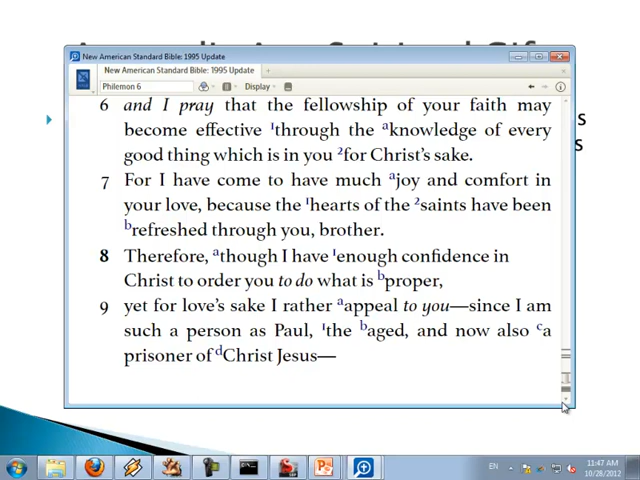 New American Standard Bible: 1995 Update
New American Standard Bible: 1995 Update
Philemon 6 Display
6 and I pray that the fellowship of your faith may
become effective 1through the aknowledge of every
good thing which is in you 2for Christ's sake.
7 For I have come to have much ajoy and comfort in
your love, because the 1hearts of the 2saints have been
brefreshed through you, brother.
8 Therefore, athough I have 1enough confidence in
Christ to order you to do what is bproper,
9 yet for love's sake I rather aappeal to you—since I am
such a person as Paul, 1the baged, and now also ca
prisoner of dChrist Jesus—
s
s
EN
11:47 AM
10/28/2012